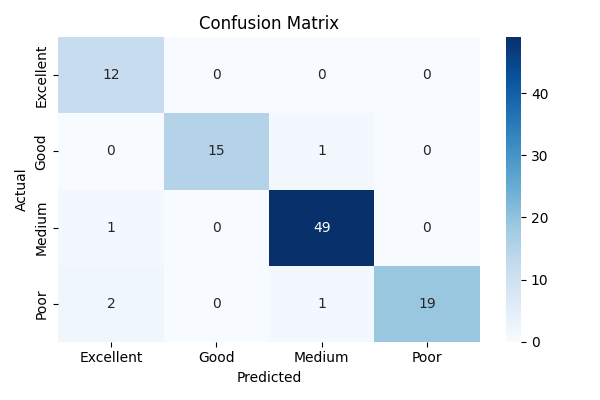 Confusion Matrix
Actual
Excellent 12 0 0 0
Good 0 15 1 0
Medium 1 0 49 0
Poor 2 0 1 19
Excellent Good Medium Poor
Predicted
40
30
20
10
0